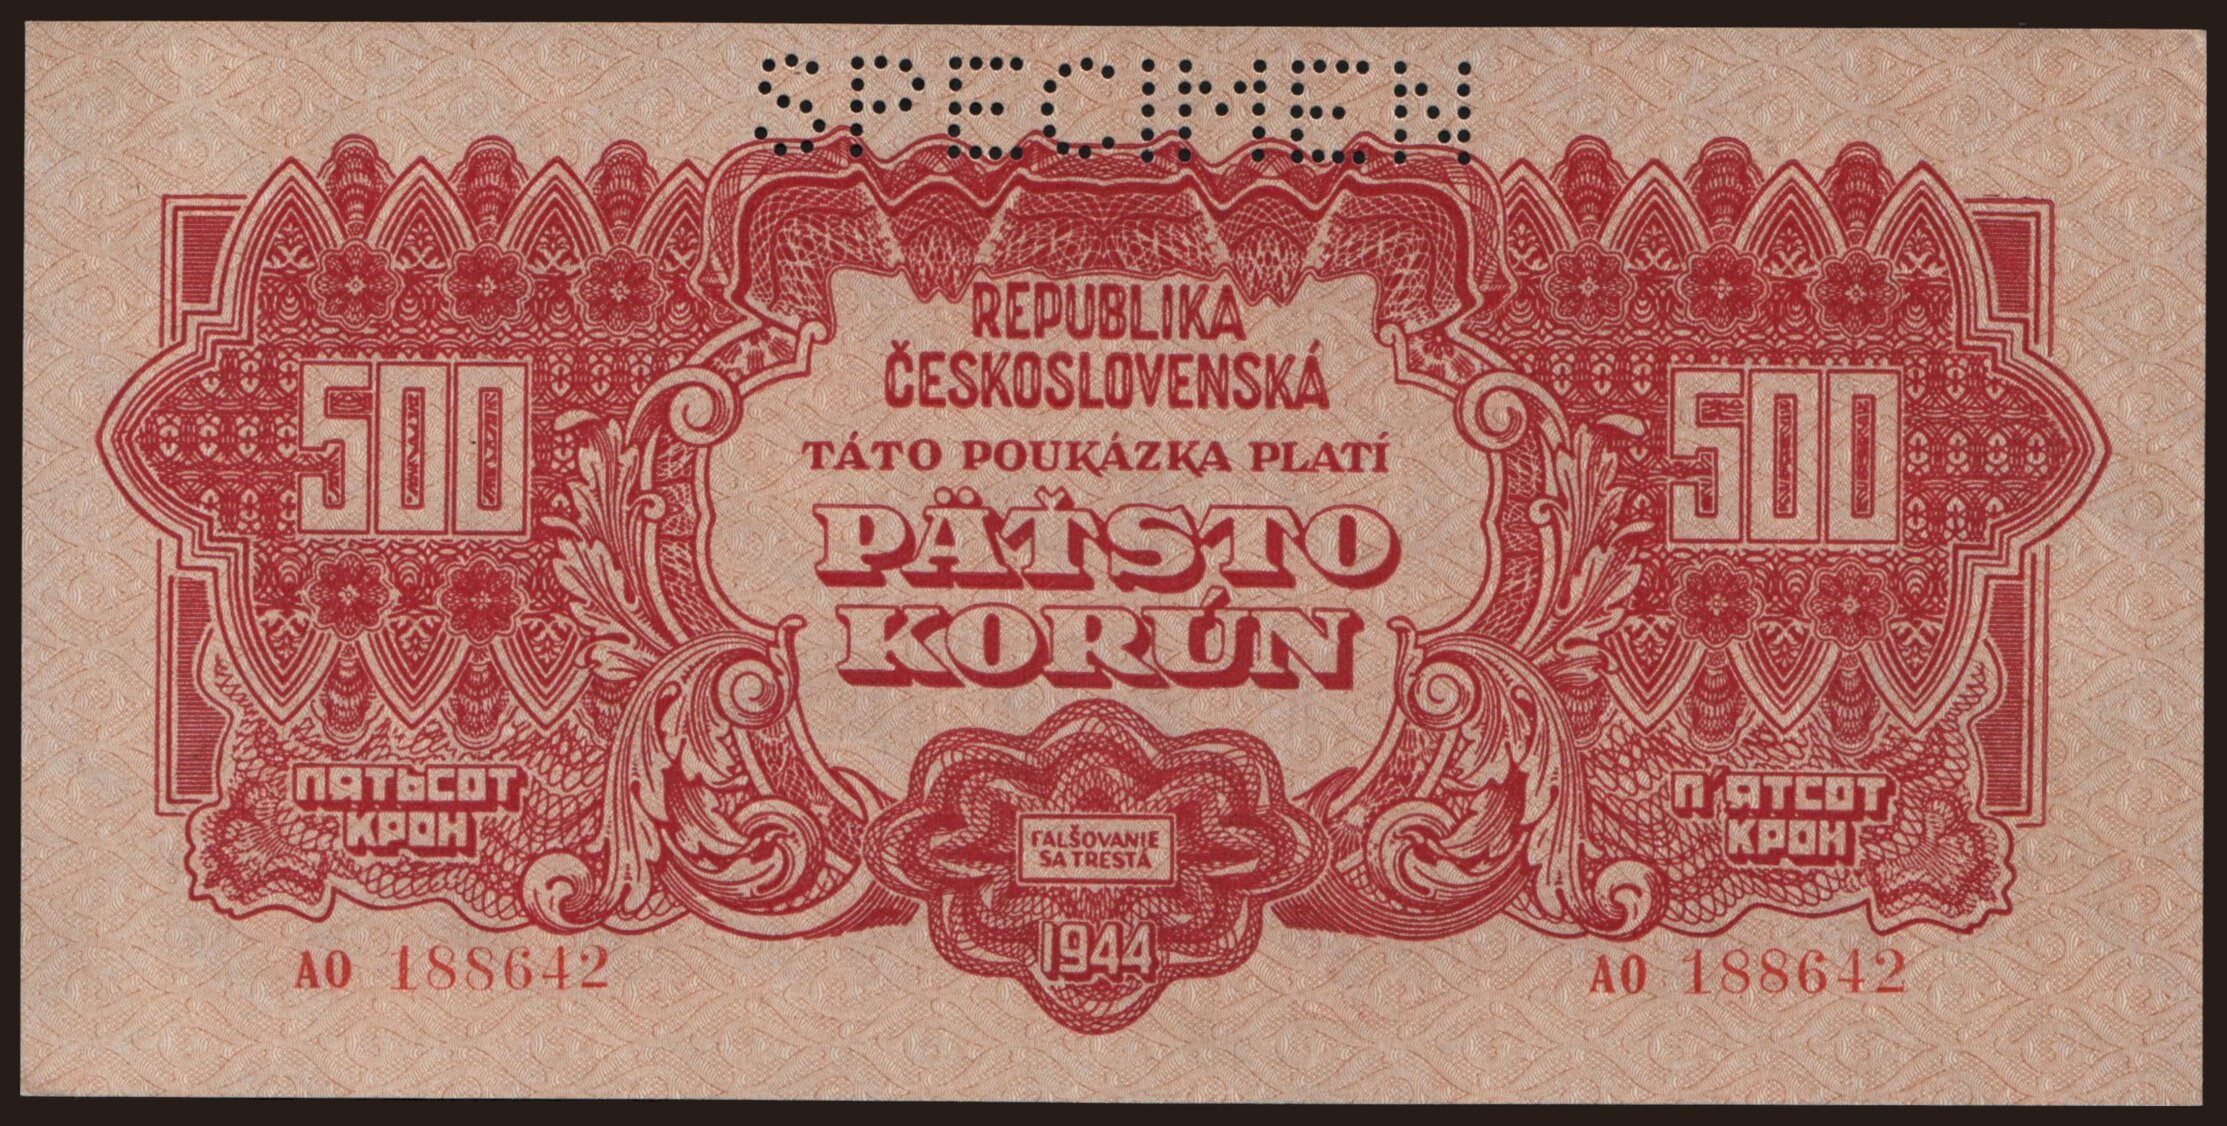 SPECIMEN
REPUBLIKA
ČESKOSLOVENSKÁ
TÁTO POUKÁZKA PLATÍ
500
500
PÄŤSTO
KORÚN
ПЯТЬСОТ
КРОН
П'ЯТСОТ
КРОН
FALŠOVANIE
SA TRESTÁ
1944
AO 188642
AO 188642